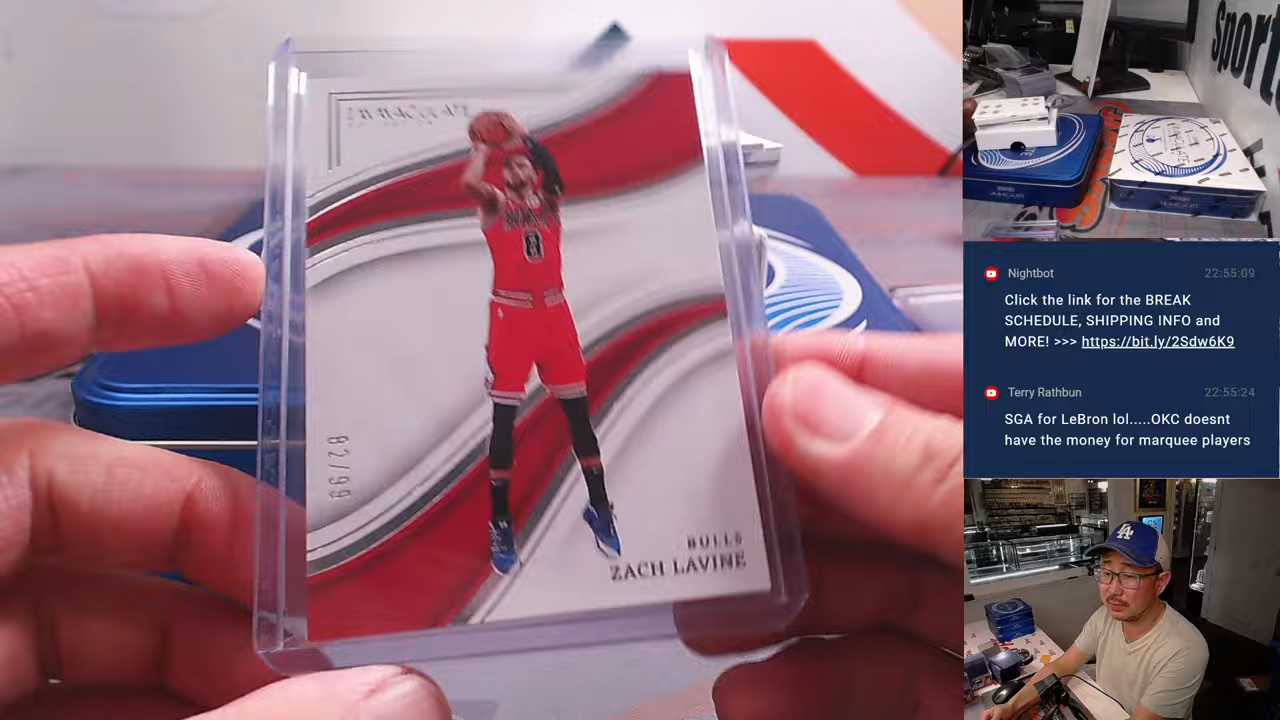 IMMACULATE
82/99
BULLS
ZACH LAVINE
Sport
Nightbot
22:55:09
Click the link for the BREAK
SCHEDULE, SHIPPING INFO and
MORE! >>> https://bit.ly/2Sdw6K9
Terry Rathbun
22:55:24
SGA for LeBron lol.....OKC doesnt
have the money for marquee players
LA